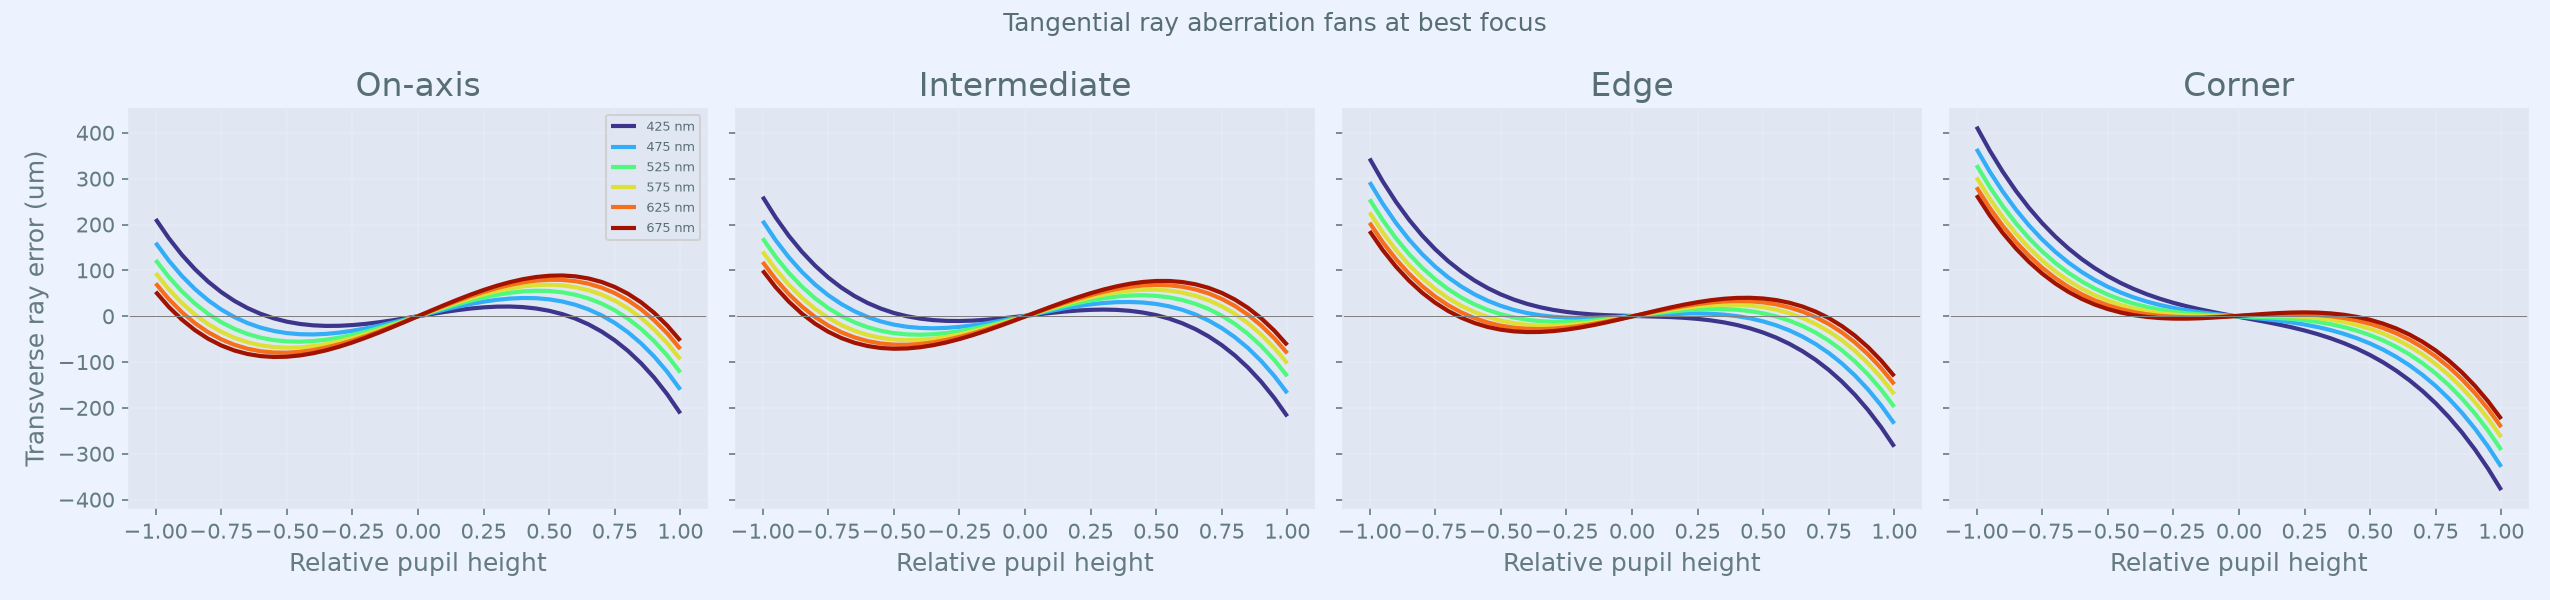 Tangential ray aberration fans at best focus
On-axis
Intermediate
Edge
Corner
Transverse ray error (um)
400
300
200
100
0
−100
−200
−300
−400
425 nm
475 nm
525 nm
575 nm
625 nm
675 nm
−1.00 −0.75 −0.50 −0.25 0.00 0.25 0.50 0.75 1.00
Relative pupil height
−1.00 −0.75 −0.50 −0.25 0.00 0.25 0.50 0.75 1.00
Relative pupil height
−1.00 −0.75 −0.50 −0.25 0.00 0.25 0.50 0.75 1.00
Relative pupil height
−1.00 −0.75 −0.50 −0.25 0.00 0.25 0.50 0.75 1.00
Relative pupil height